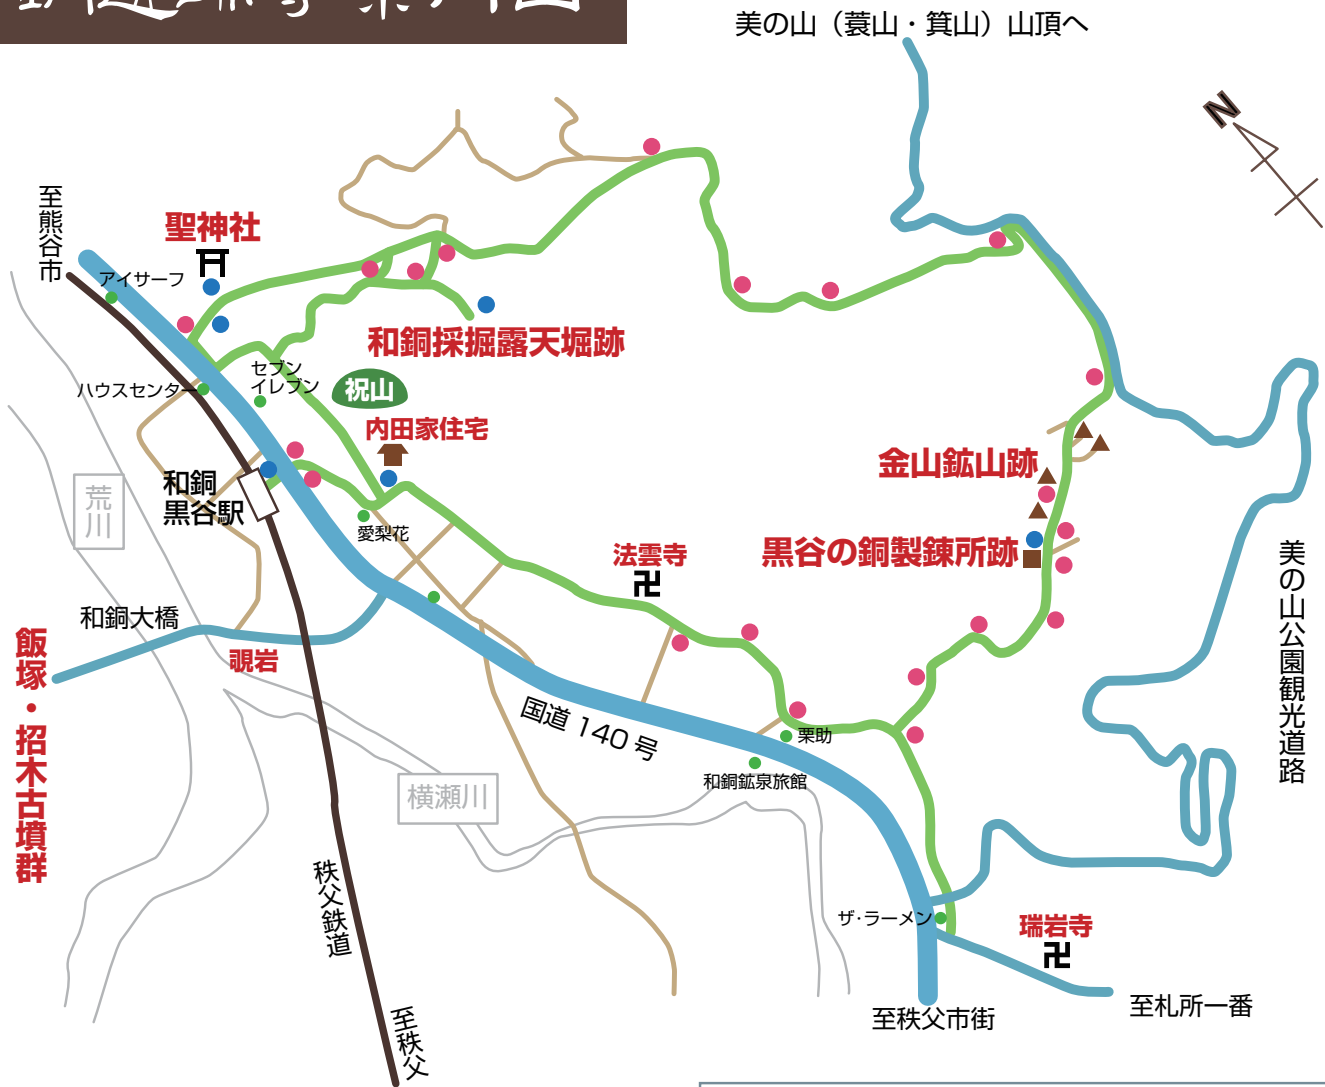 美の山（蓑山・箕山）山頂へ
N
至熊谷市
聖神社
アイサーフ
和銅採掘露天堀跡
セブン
イレブン
ハウスセンター
祝山
内田家住宅
和銅
黒谷駅
荒川
愛梨花
金山鉱山跡
黒谷の銅製錬所跡
法雲寺
卍
和銅大橋
覗岩
飯塚・招木古墳群
国道140号
美の山公園観光道路
栗助
和銅鉱泉旅館
横瀬川
秩父鉄道
ザ・ラーメン
瑞岩寺
卍
至札所一番
至秩父市街
至秩父